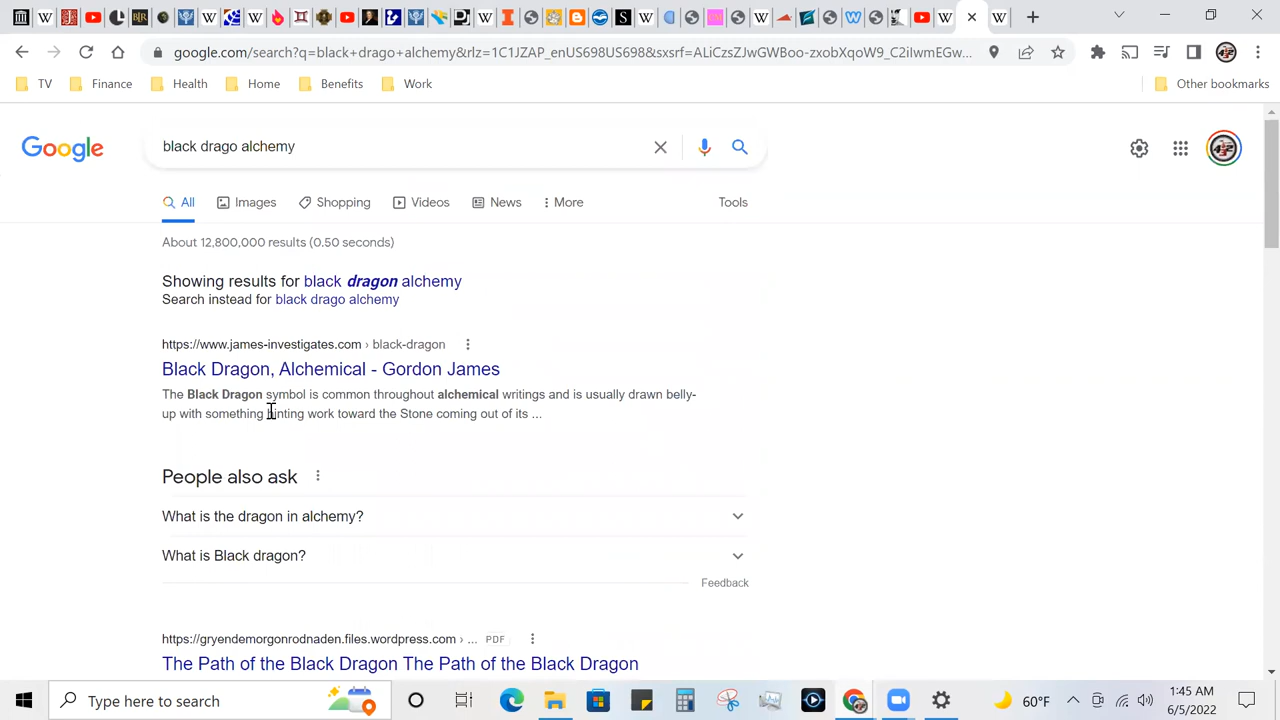 google.com/search?q=black+drago+alchemy&rlz=1C1JZAP_enUS698US698&sxsrf=ALiCzsZJwGWBoo-zxobXqoW9_C2iIwmEGw...
TV Finance Health Home Benefits Work Other bookmarks
Google black drago alchemy
All Images Shopping Videos News More Tools
About 12,800,000 results (0.50 seconds)
Showing results for black dragon alchemy
Search instead for black drago alchemy
https://www.james-investigates.com › black-dragon
Black Dragon, Alchemical - Gordon James
The Black Dragon symbol is common throughout alchemical writings and is usually drawn belly-
up with something hinting work toward the Stone coming out of its ...
People also ask
What is the dragon in alchemy?
What is Black dragon?
Feedback
https://gryendemorgonrodnaden.files.wordpress.com › ... PDF
The Path of the Black Dragon The Path of the Black Dragon
Type here to search
60°F
1:45 AM
6/5/2022